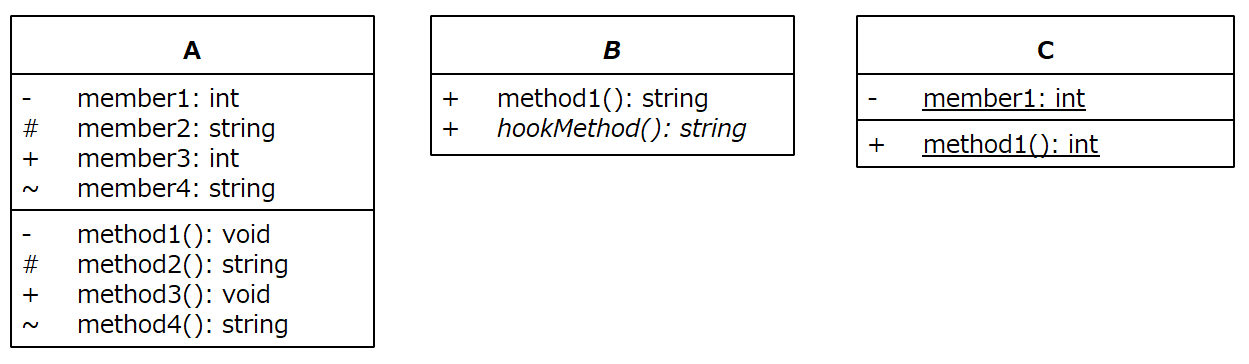 A
- member1: int
# member2: string
+ member3: int
~ member4: string
- method1(): void
# method2(): string
+ method3(): void
~ method4(): string
B
+ method1(): string
+ hookMethod(): string
C
- member1: int
+ method1(): int